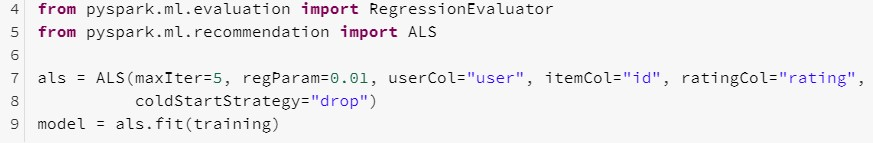 4 from pyspark.ml.evaluation import RegressionEvaluator
5 from pyspark.ml.recommendation import ALS
6
7 als = ALS(maxIter=5, regParam=0.01, userCol="user", itemCol="id", ratingCol="rating",
8           coldStartStrategy="drop")
9 model = als.fit(training)